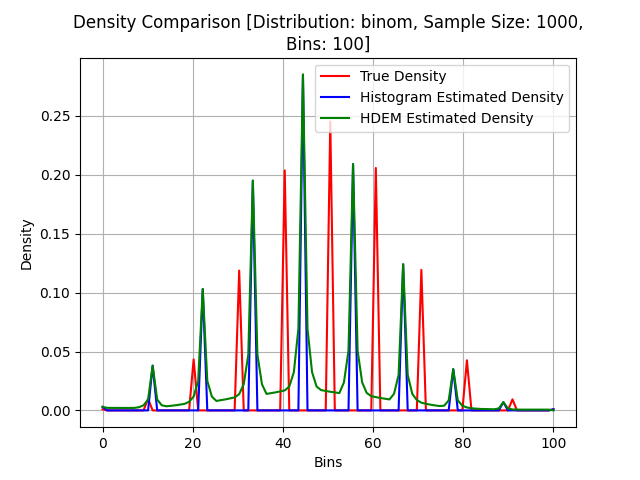 Density Comparison [Distribution: binom, Sample Size: 1000,
Bins: 100]
True Density
Histogram Estimated Density
HDEM Estimated Density
Density
0.25
0.20
0.15
0.10
0.05
0.00
0 20 40 60 80 100
Bins